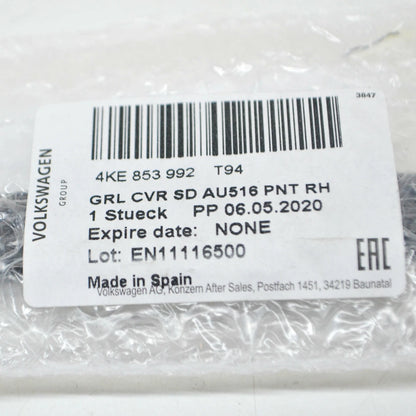 3847
VOLKSWAGEN
GROUP
4KE 853 992 T94
GRL CVR SD AU516 PNT RH
1 Stueck PP 06.05.2020
Expire date: NONE
Lot: EN11116500
EAC
Made in Spain
Volkswagen AG, Konzern After Sales, Postfach 1451, 34219 Baunatal